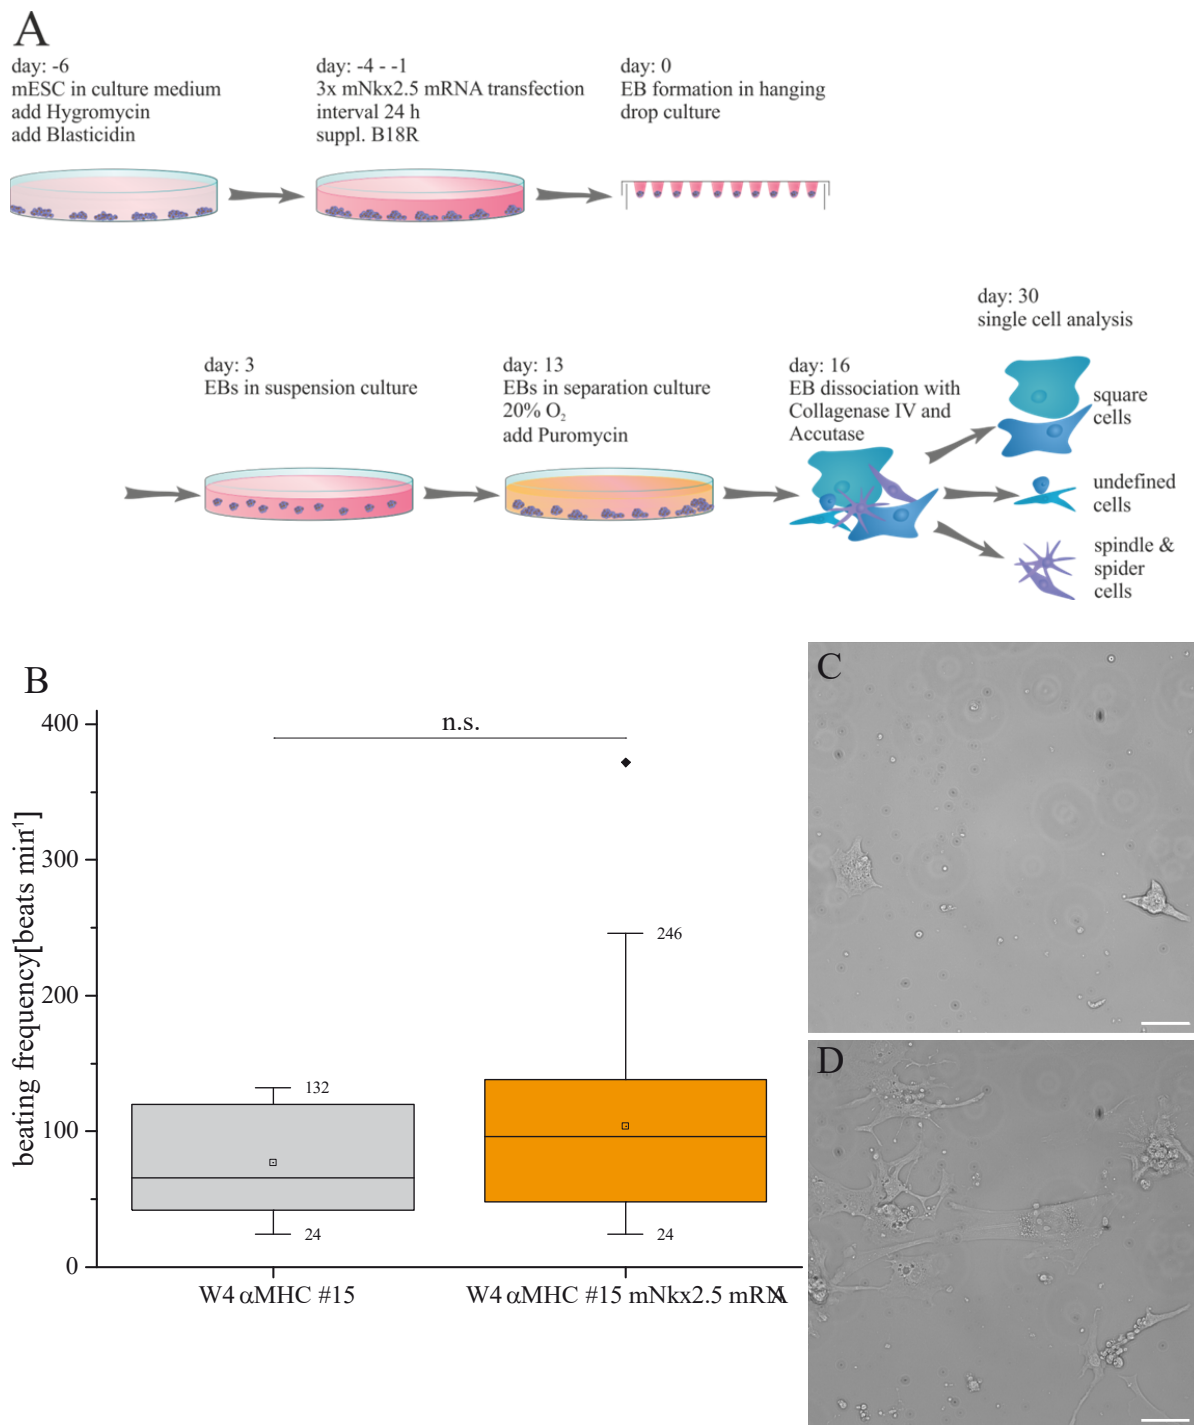 A
day: -6
mESC in culture medium
add Hygromycin
add Blasticidin
day: -4 - -1
3x mNkx2.5 mRNA transfection
interval 24 h
suppl. B18R
day: 0
EB formation in hanging
drop culture
day: 3
EBs in suspension culture
day: 13
EBs in separation culture
20% O₂
add Puromycin
day: 16
EB dissociation with
Collagenase IV and
Accutase
day: 30
single cell analysis
square
cells
undefined
cells
spindle &
spider
cells
B
beating frequency[beats min⁻¹]
400
300
200
100
0
n.s.
132
24
246
24
W4 αMHC #15
W4 αMHC #15 mNkx2.5 mRNA
C
D